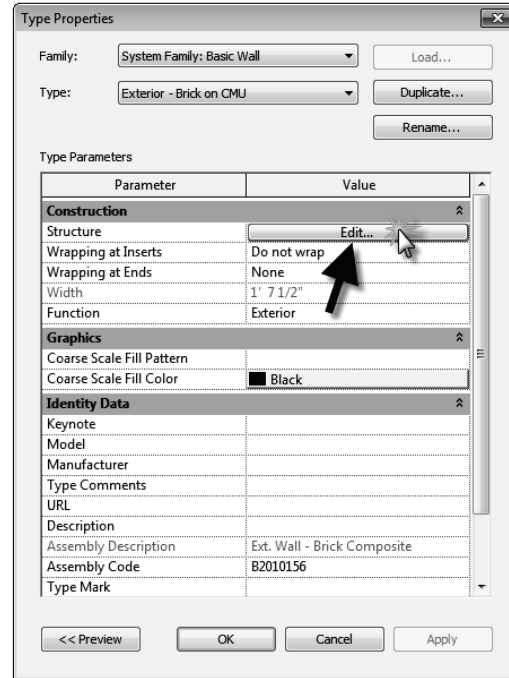 Type Properties
Family: System Family: Basic Wall Load...
Type: Exterior - Brick on CMU Duplicate...
Rename...
Type Parameters
Parameter Value
Construction
Structure Edit...
Wrapping at Inserts Do not wrap
Wrapping at Ends None
Width 1' 7 1/2"
Function Exterior
Graphics
Coarse Scale Fill Pattern
Coarse Scale Fill Color Black
Identity Data
Keynote
Model
Manufacturer
Type Comments
URL
Description
Assembly Description Ext. Wall - Brick Composite
Assembly Code B2010156
Type Mark
<< Preview OK Cancel Apply